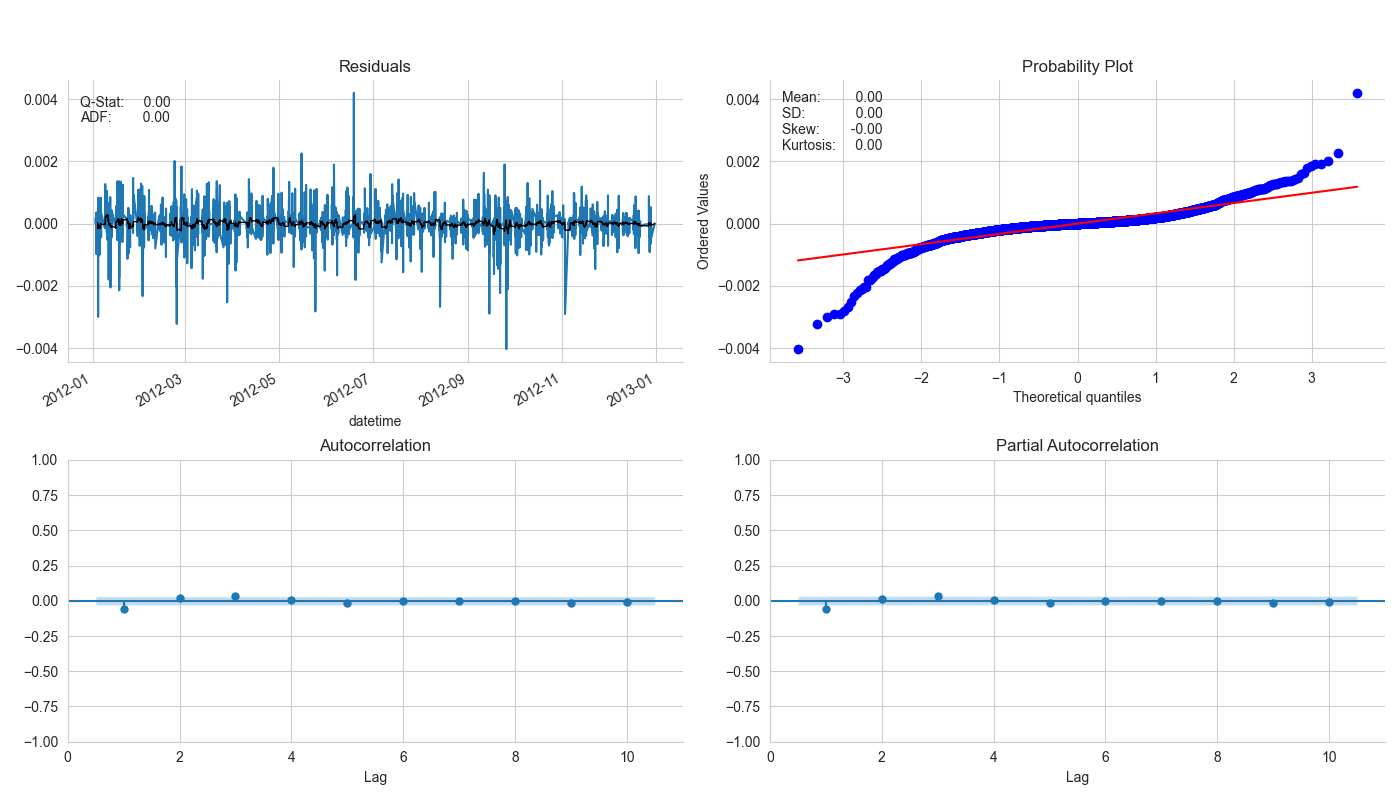 Residuals
Q-Stat: 0.00
ADF: 0.00
0.004
0.002
0.000
−0.002
−0.004
2012-01
2012-03
2012-05
2012-07
2012-09
2012-11
2013-01
datetime
Probability Plot
Mean: 0.00
SD: 0.00
Skew: -0.00
Kurtosis: 0.00
Ordered Values
0.004
0.002
0.000
−0.002
−0.004
−3 −2 −1 0 1 2 3
Theoretical quantiles
Autocorrelation
1.00
0.75
0.50
0.25
0.00
−0.25
−0.50
−0.75
−1.00
0 2 4 6 8 10
Lag
Partial Autocorrelation
1.00
0.75
0.50
0.25
0.00
−0.25
−0.50
−0.75
−1.00
0 2 4 6 8 10
Lag